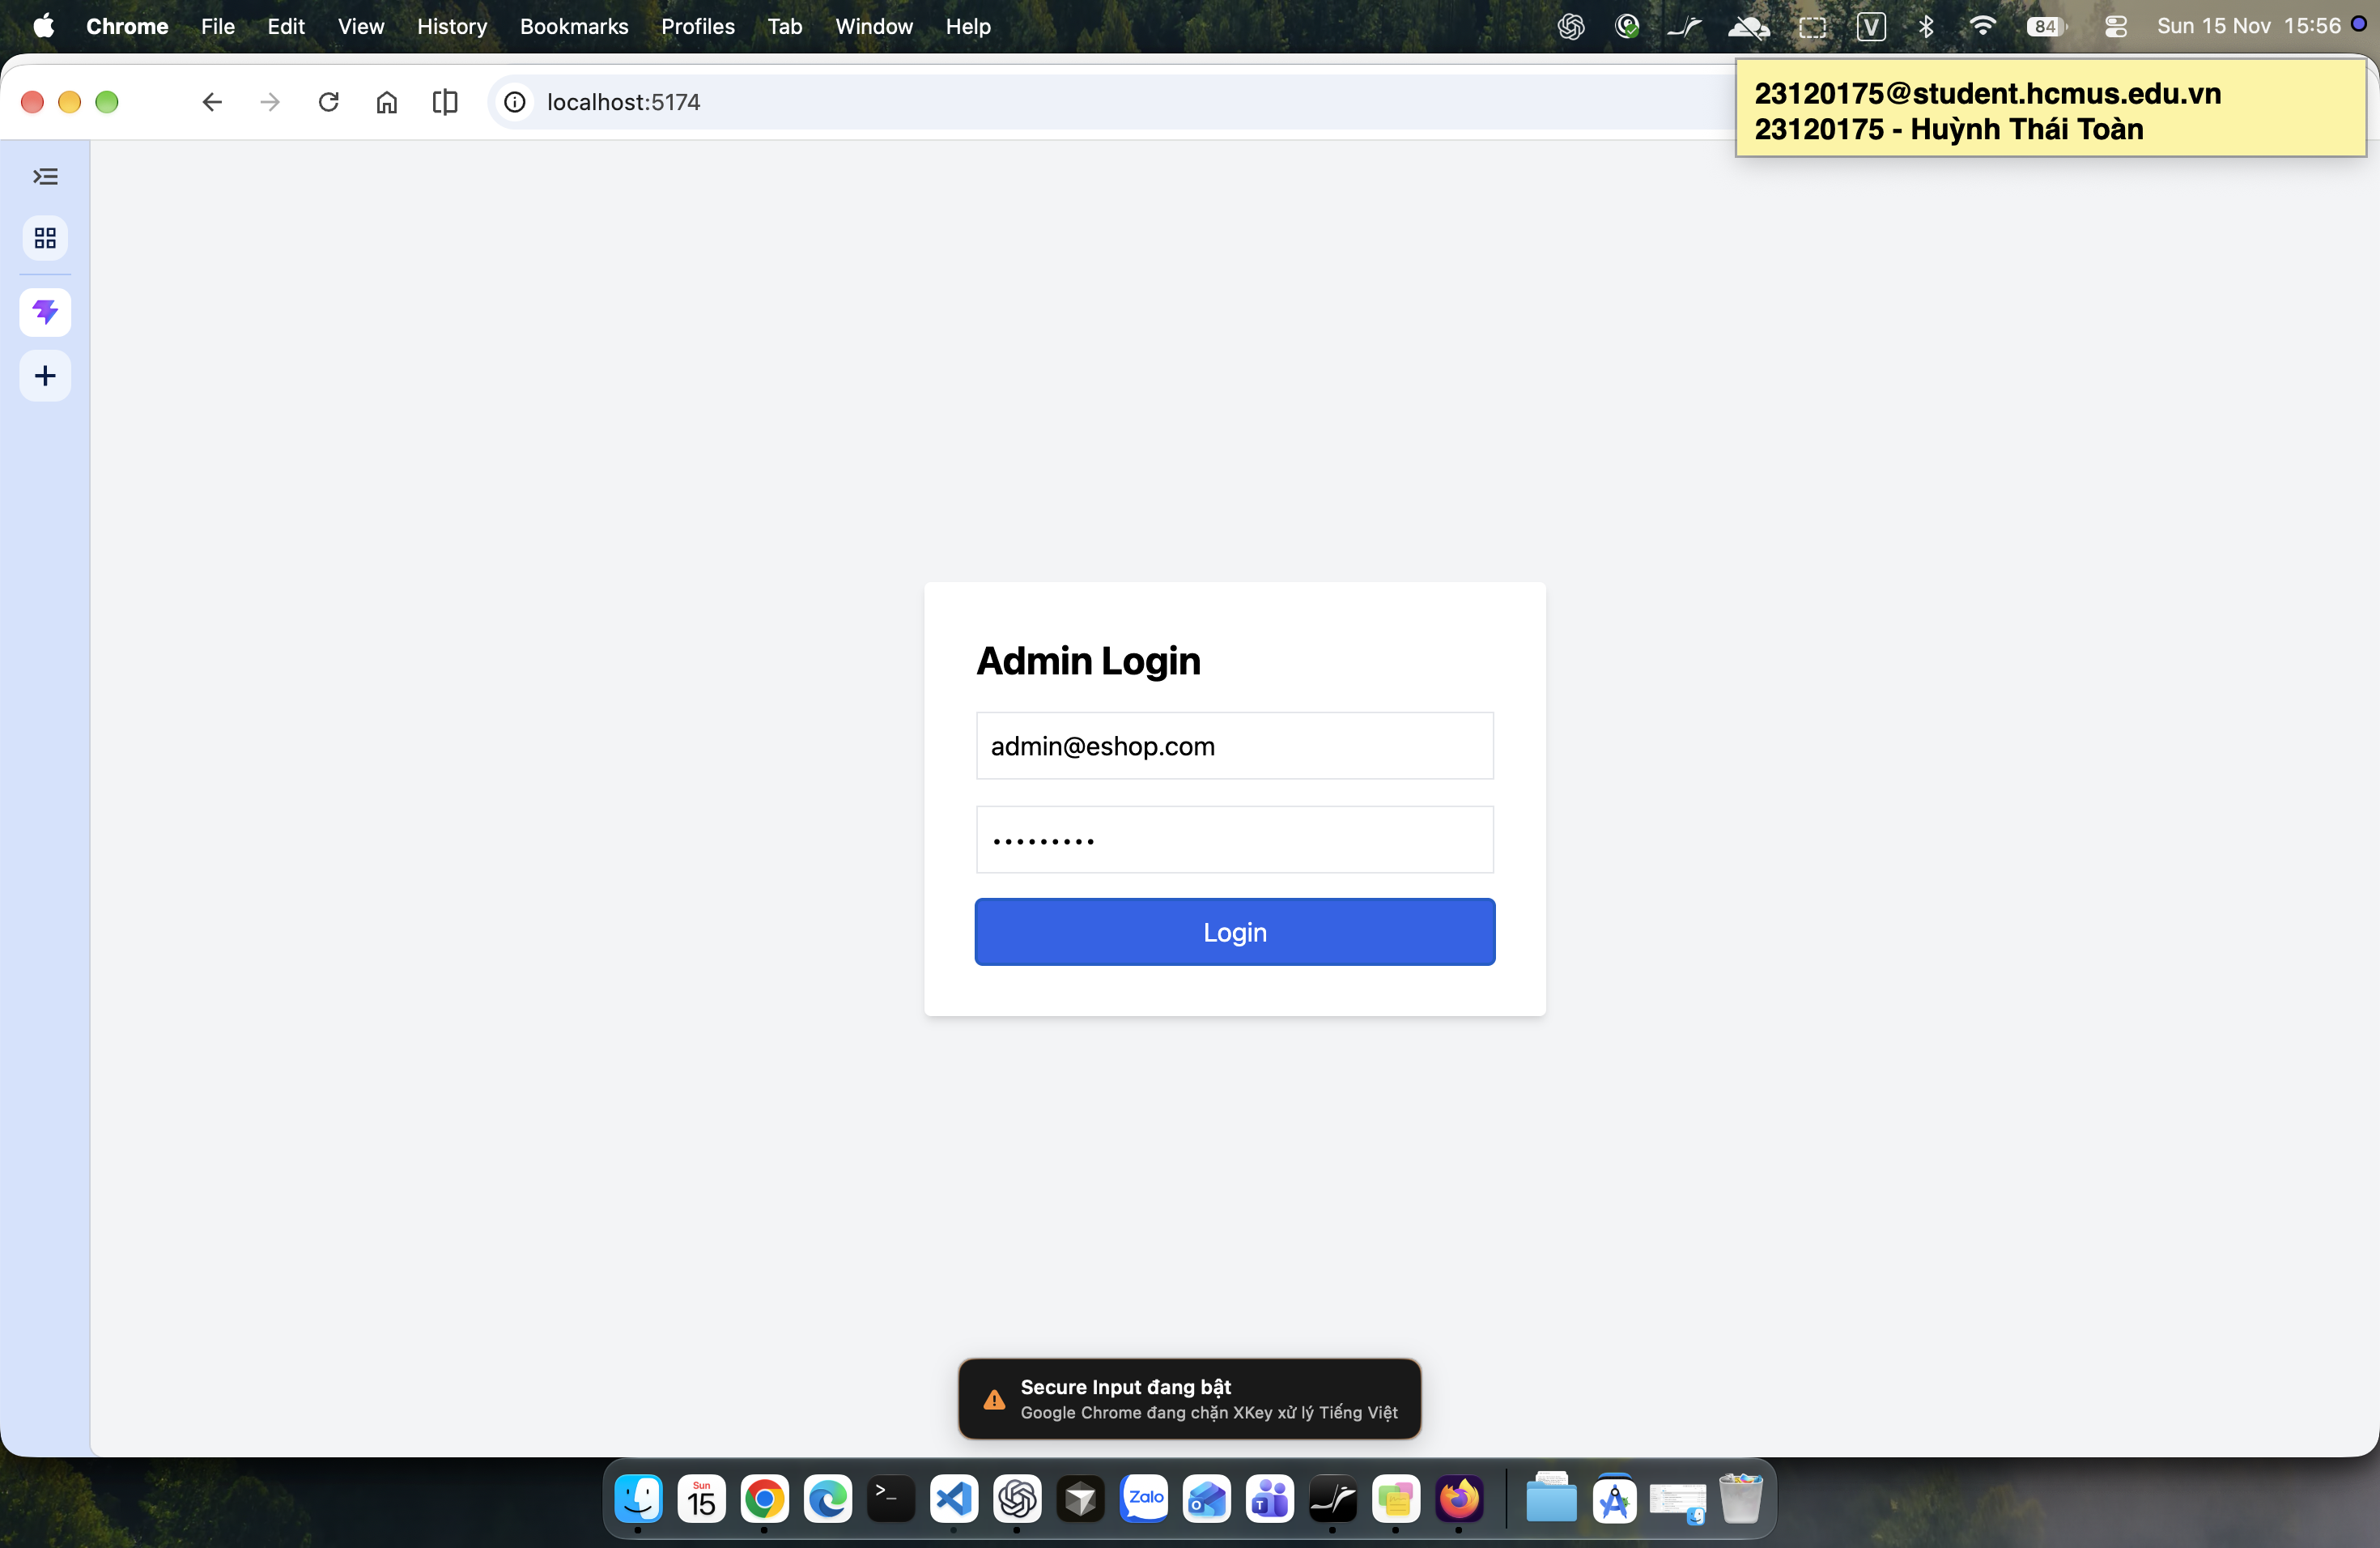 Chrome File Edit View History Bookmarks Profiles Tab Window Help V 84 Sun 15 Nov 15:56
localhost:5174
23120175@student.hcmus.edu.vn
23120175 - Huỳnh Thái Toàn
Admin Login
admin@eshop.com
Login
Secure Input đang bật
Google Chrome đang chặn XKey xử lý Tiếng Việt
Sun
15
>_
Zalo
O
T